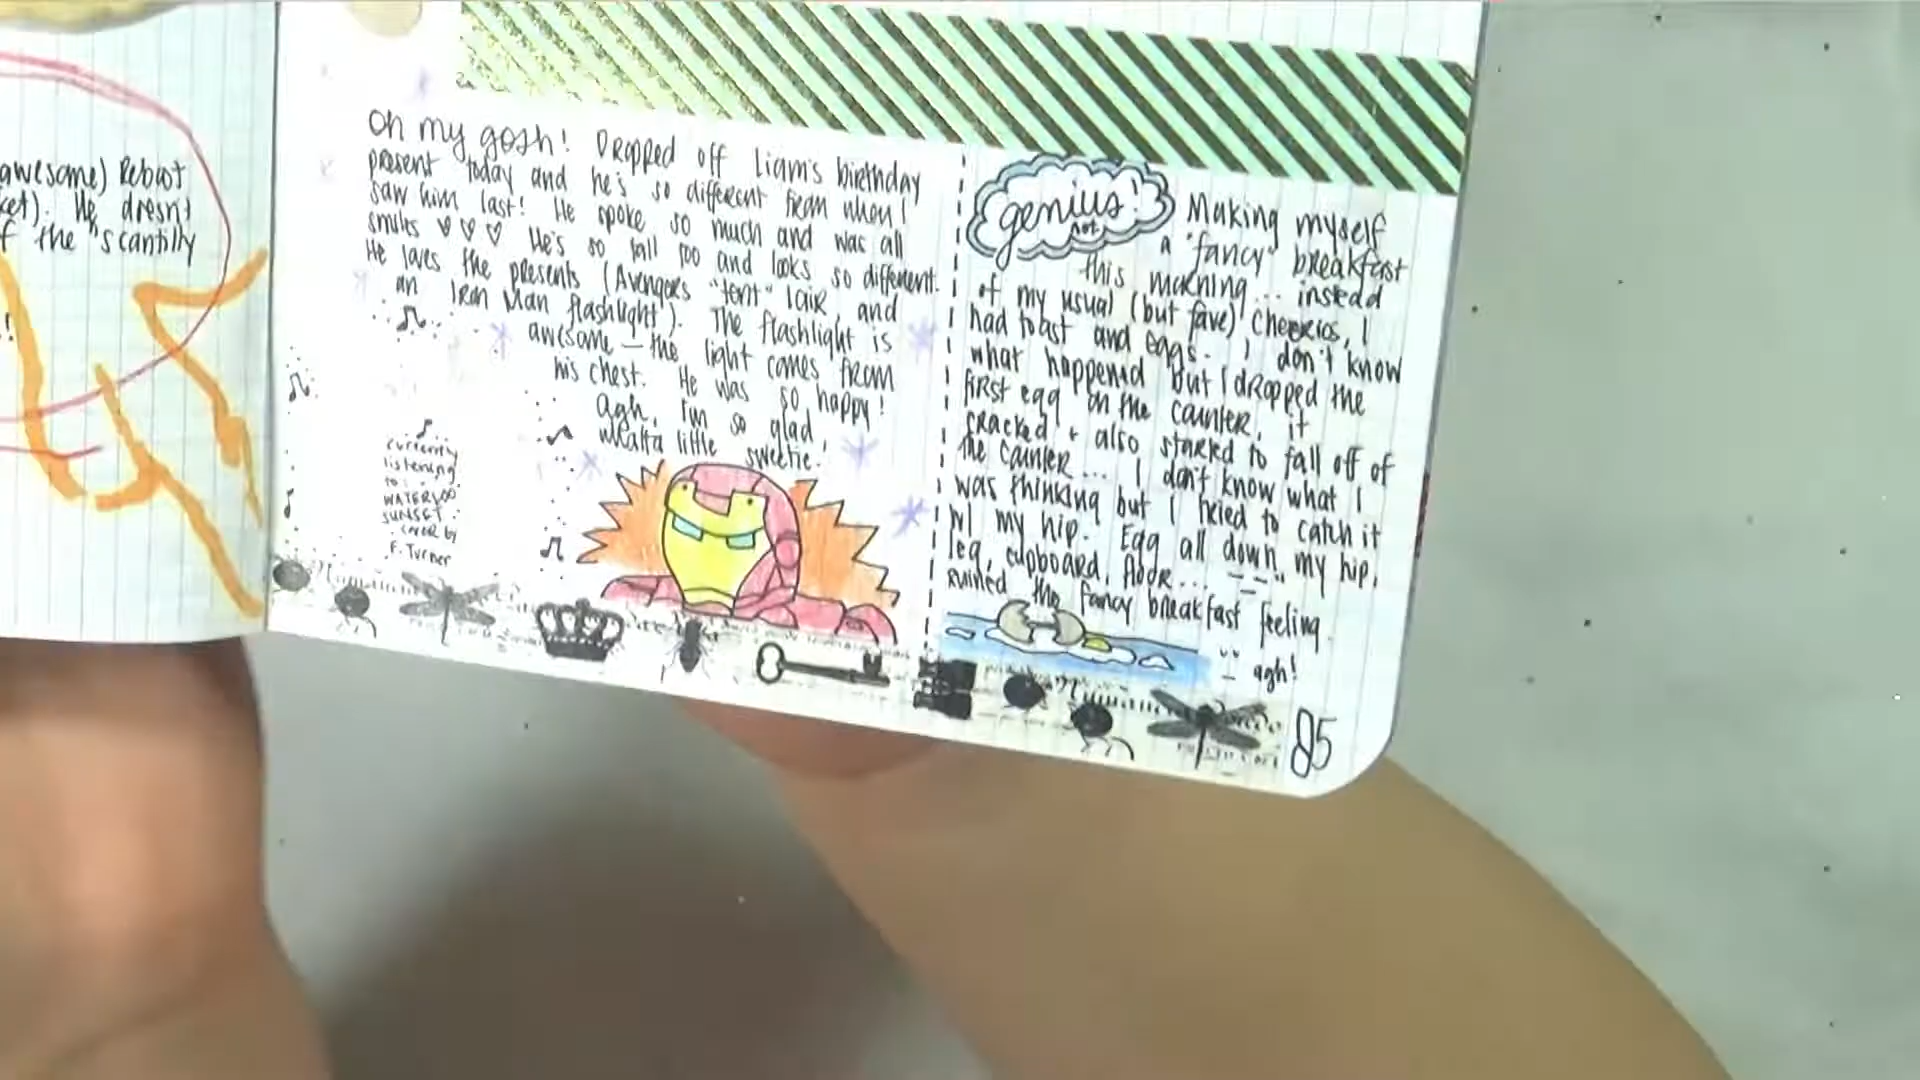 awesome) Reboot
ket). He doesn't
f the "scantily
!
Oh my gosh! Dropped off Liam's birthday
present today and he's so different from when I
saw him last! He spoke so much and was all
smiles ♡ ♡ ♡ He's so tall too and looks so different.
He loves the presents (Avengers "tent" lair, and
an Iron Man flashlight). The flashlight is
awesome — the light comes from
his chest. He was so happy!
agh, I'm so glad
whatta little sweetie!
currently
listening
to:
WATERLOO
SUNSET
cover by
F. Turner
genius!
not
Making myself
a "fancy" breakfast
this morning... instead
of my usual (but fave) Cheerios, I
had toast and eggs. I don't know
what happened but I dropped the
first egg on the counter, it
cracked + also started to fall off of
the counter... I don't know what I
was thinking but I tried to catch it
w/ my hip. Egg all down my hip,
leg, cupboard, floor...
ruined the fancy breakfast feeling.
agh!
85